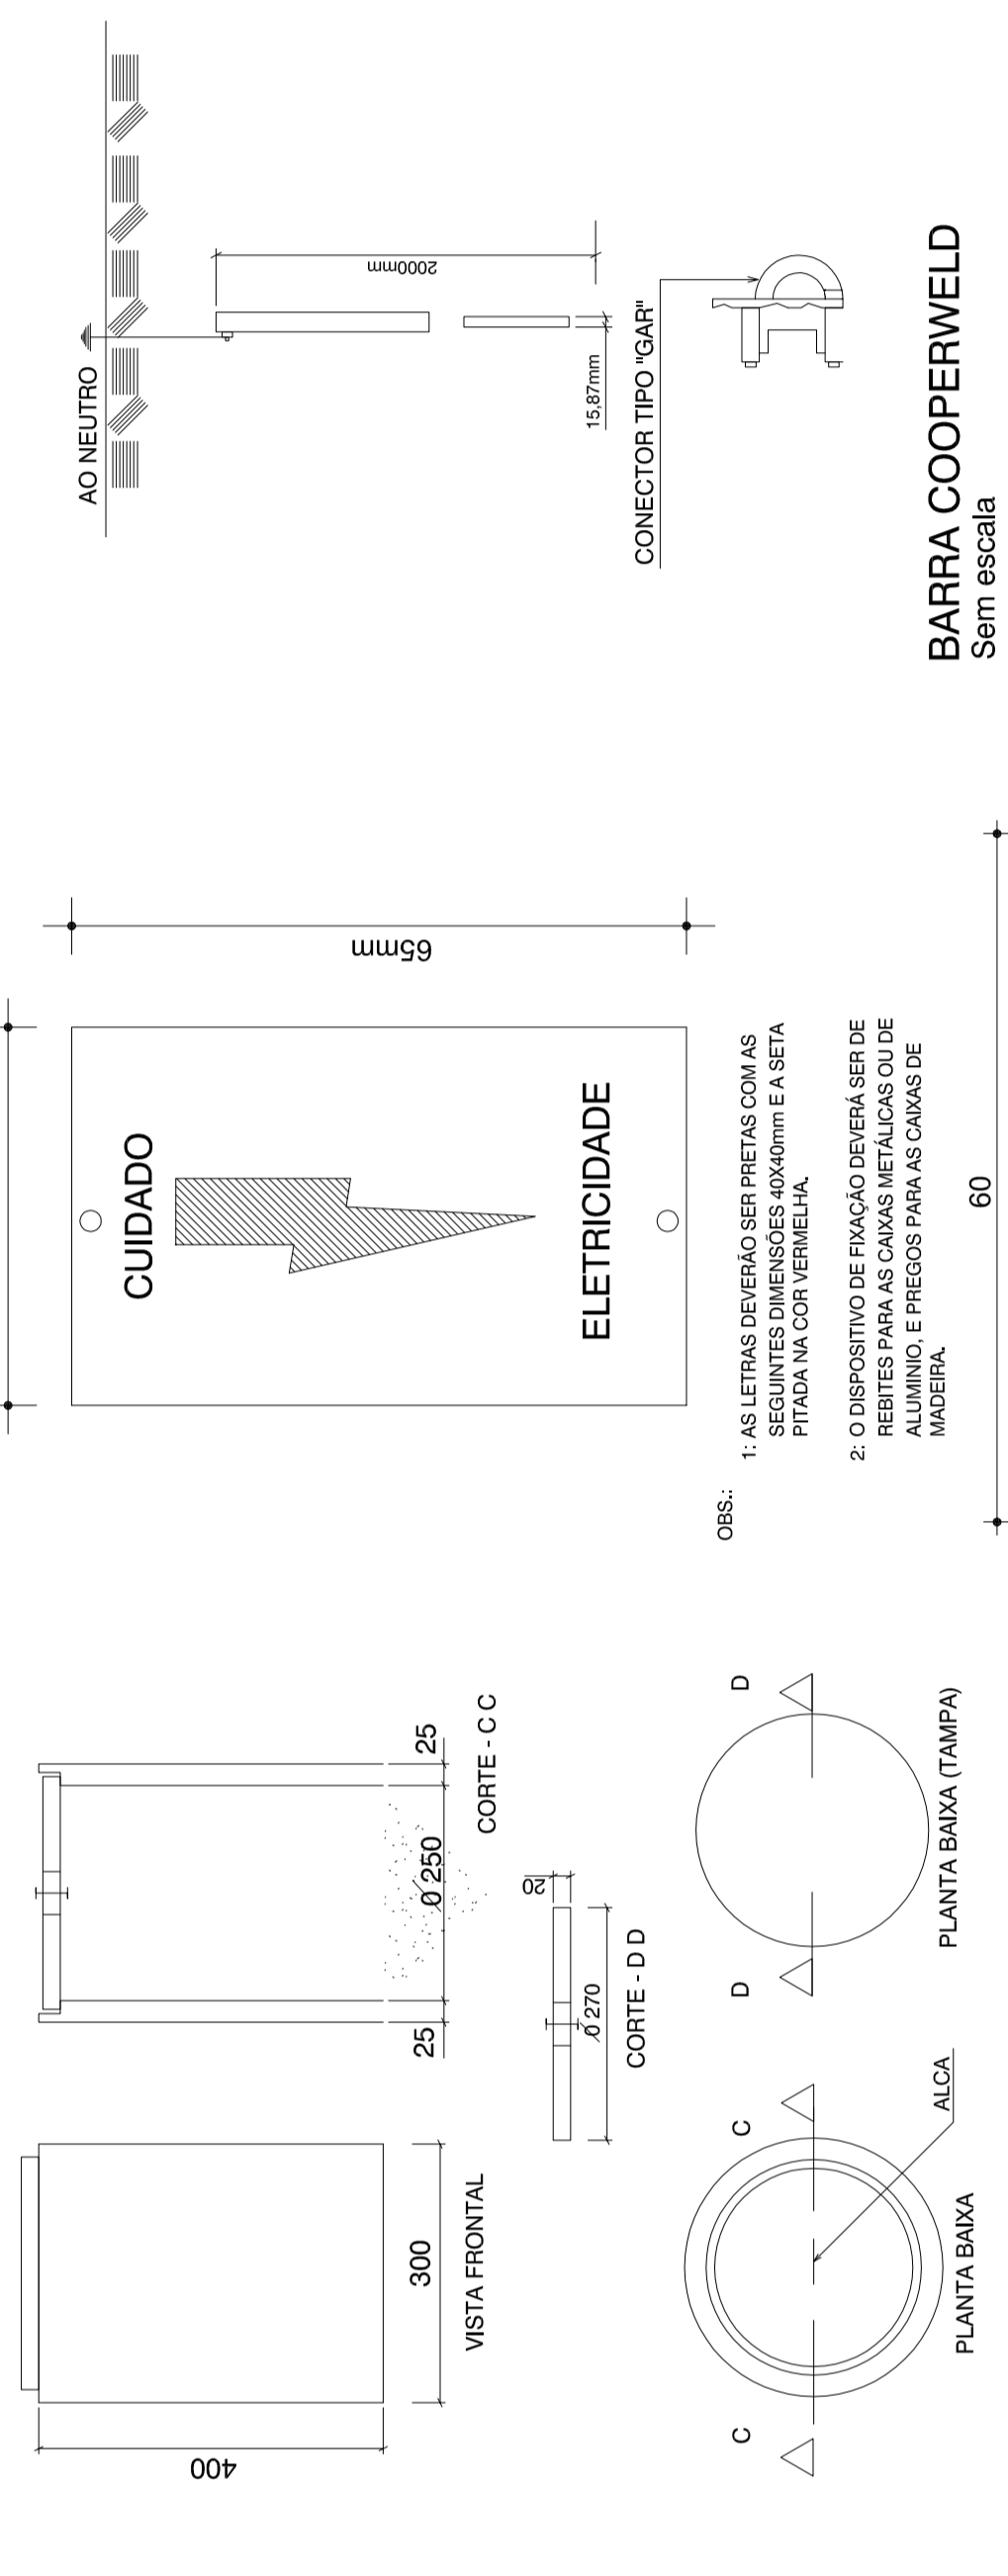 400
300
VISTA FRONTAL
25
Ø 250
25
CORTE - C C
20
Ø 270
CORTE - D D
C
C
ALCA
PLANTA BAIXA
D
D
PLANTA BAIXA (TAMPA)
CUIDADO
ELETRICIDADE
65mm
OBS.:
1: AS LETRAS DEVERÃO SER PRETAS COM AS
SEGUINTES DIMENSÕES 40X40mm E A SETA
PITADA NA COR VERMELHA.
2: O DISPOSITIVO DE FIXAÇÃO DEVERÁ SER DE
REBITES PARA AS CAIXAS METÁLICAS OU DE
ALUMINIO, E PREGOS PARA AS CAIXAS DE
MADEIRA.
60
AO NEUTRO
2000mm
15,87mm
CONECTOR TIPO "GAR"
BARRA COOPERWELD
Sem escala